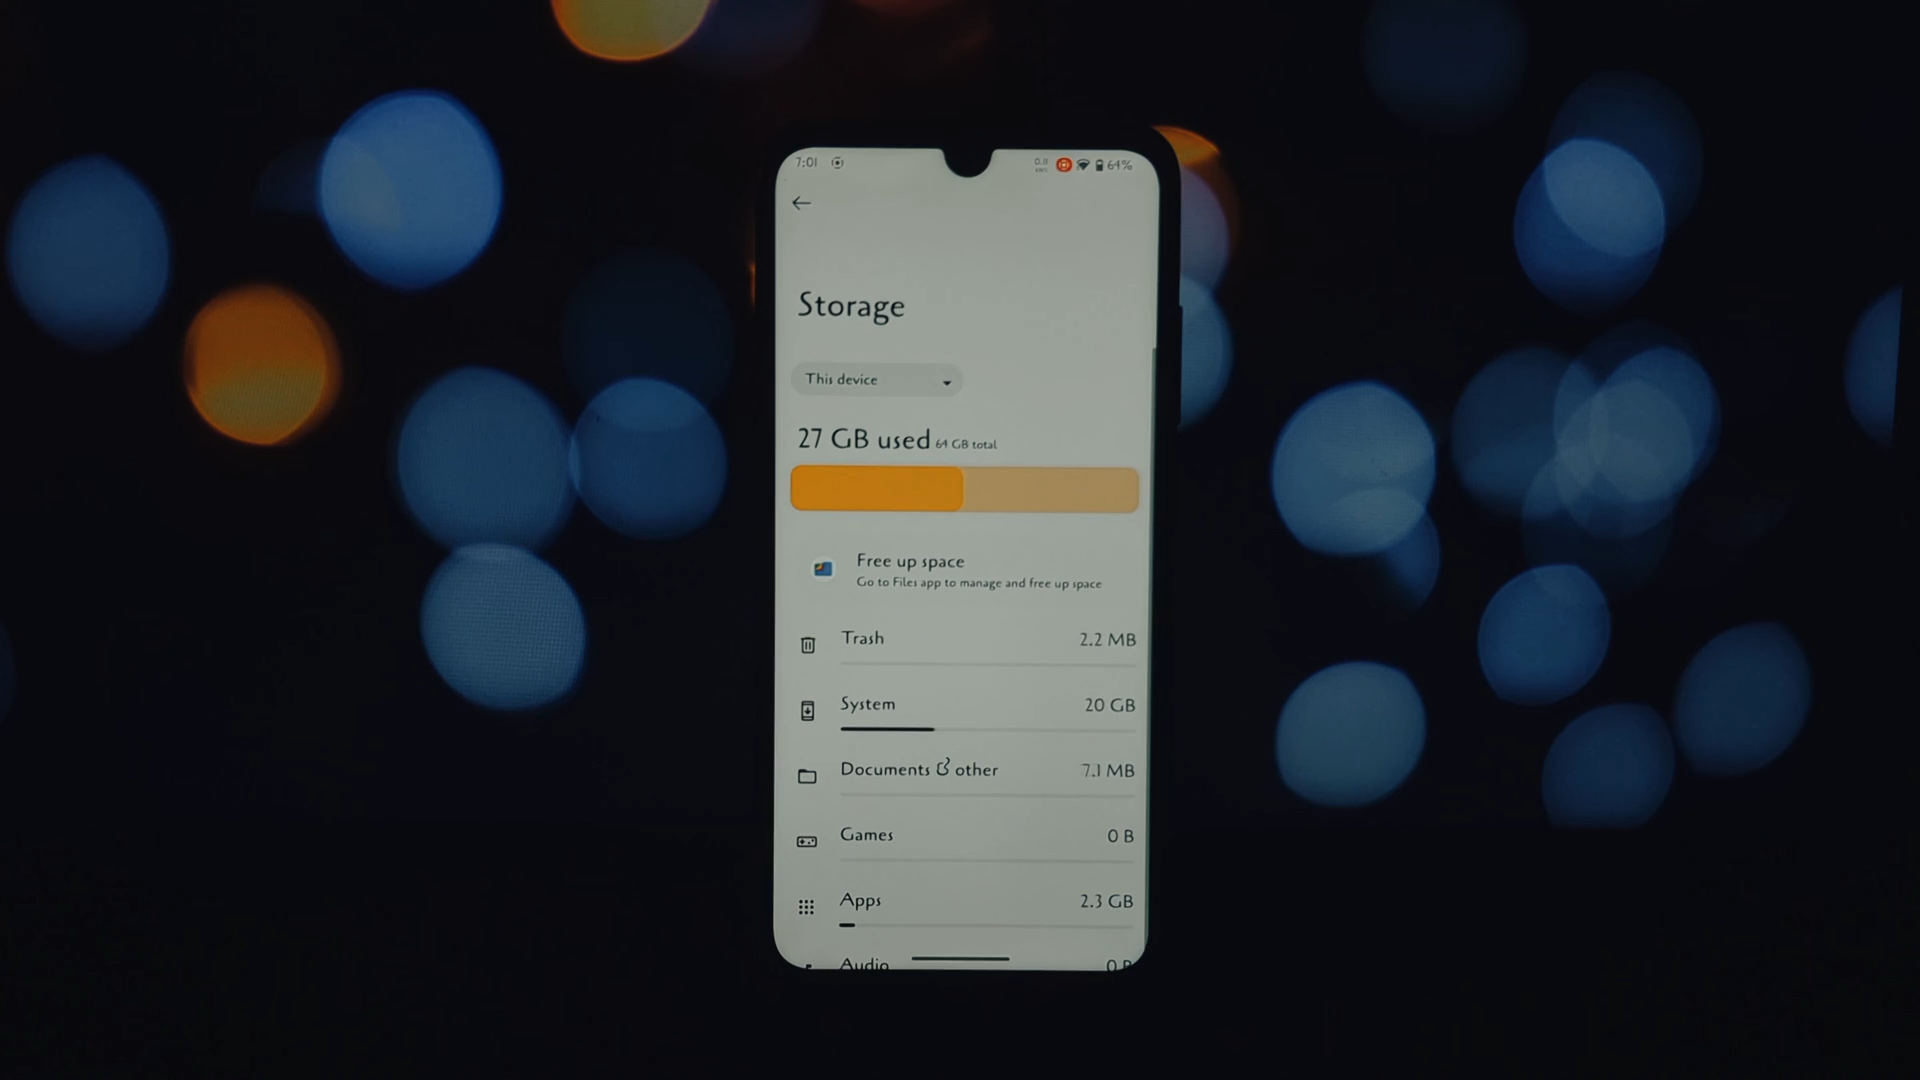 7:01 64%
Storage
This device
27 GB used 64 GB total
Free up space
Go to Files app to manage and free up space
Trash 2.2 MB
System 20 GB
Documents & other 7.1 MB
Games 0 B
Apps 2.3 GB
Audio 0 B